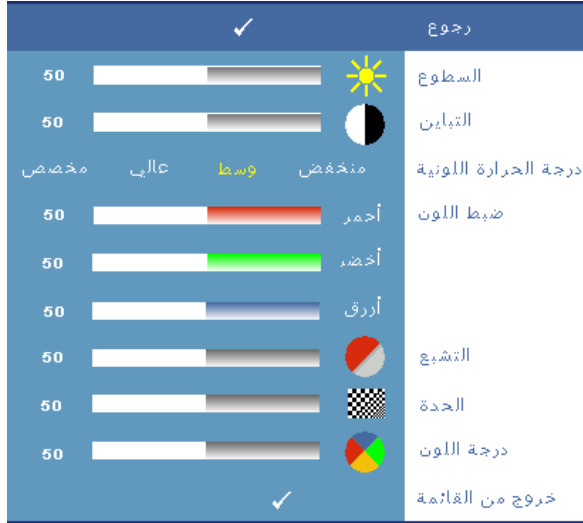 رجوع
السطوع 50
التباين 50
درجة الحرارة اللونية منخفض وسط عالي مخصص
ضبط اللون أحمر 50
أخضر 50
أزرق 50
التشبع 50
الحدة 50
درجة اللون 50
خروج من القائمة